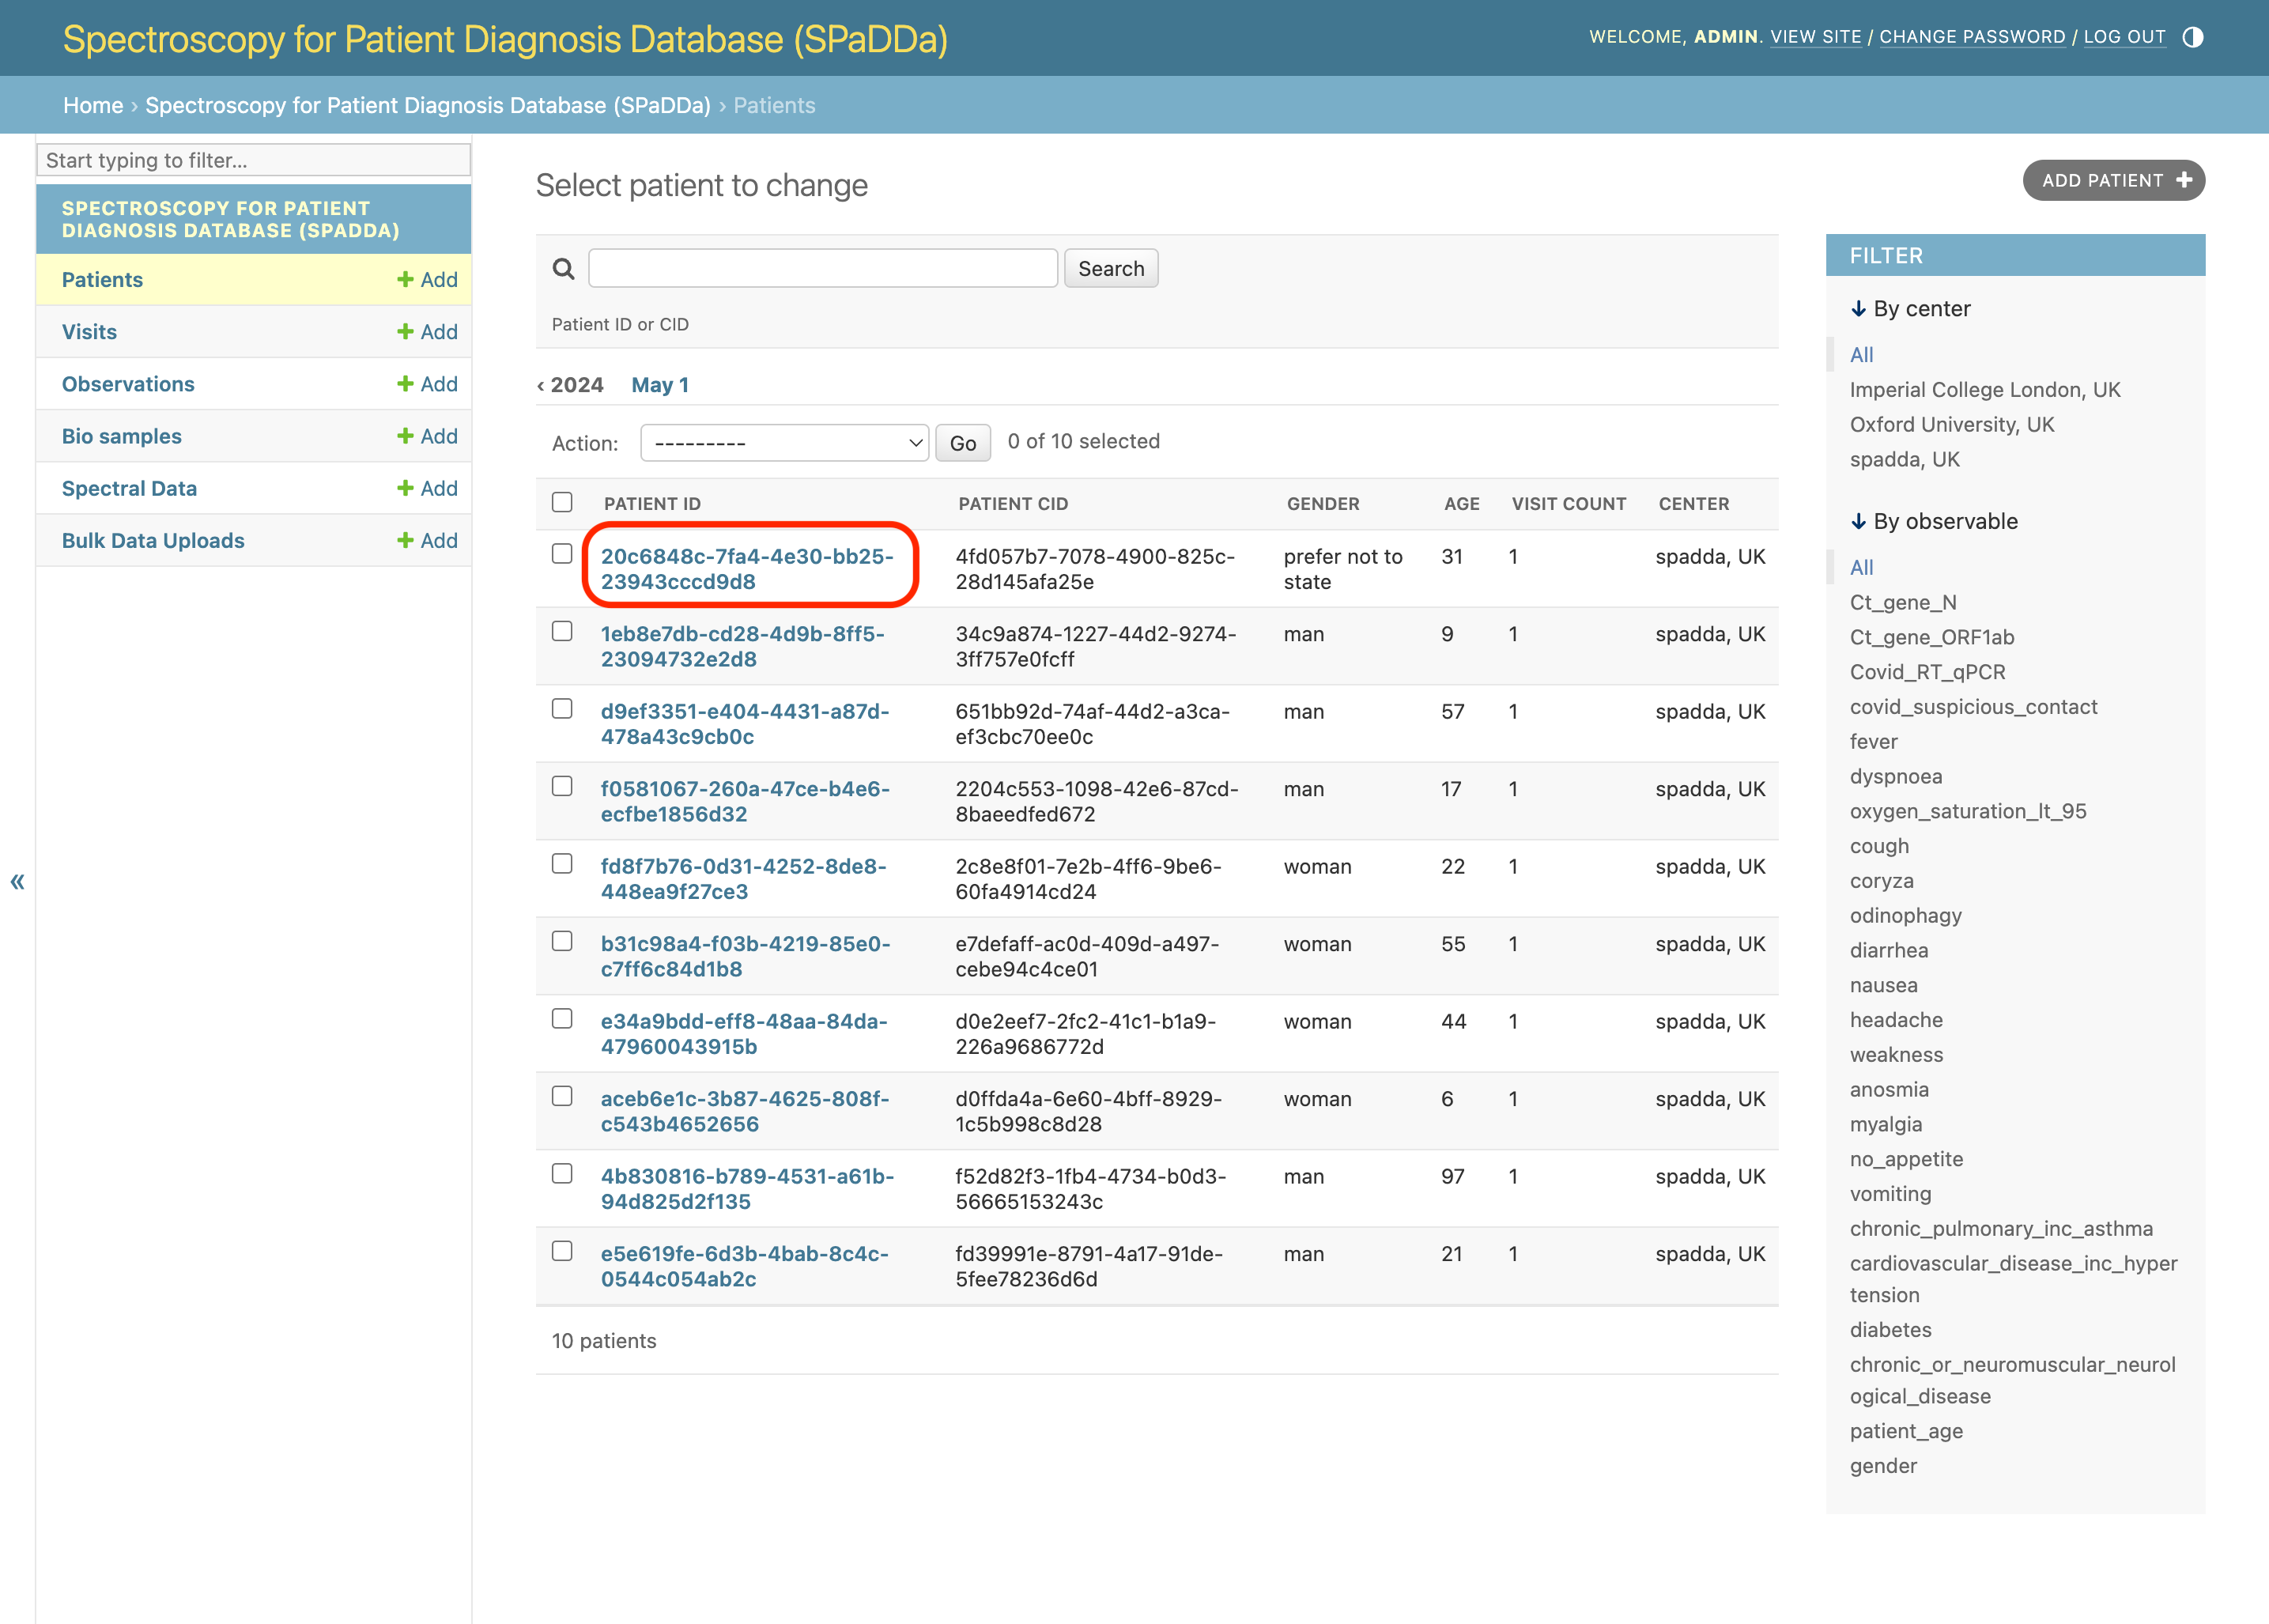 Spectroscopy for Patient Diagnosis Database (SPaDDa)
WELCOME, ADMIN. VIEW SITE / CHANGE PASSWORD / LOG OUT
Home › Spectroscopy for Patient Diagnosis Database (SPaDDa) › Patients
Start typing to filter...
SPECTROSCOPY FOR PATIENT
DIAGNOSIS DATABASE (SPADDA)
Patients + Add
Visits + Add
Observations + Add
Bio samples + Add
Spectral Data + Add
Bulk Data Uploads + Add
«
Select patient to change
ADD PATIENT +
Search
Patient ID or CID
‹ 2024 May 1
Action: --------- Go 0 of 10 selected
PATIENT ID PATIENT CID GENDER AGE VISIT COUNT CENTER
20c6848c-7fa4-4e30-bb25- 4fd057b7-7078-4900-825c- prefer not to 31 1 spadda, UK
23943cccd9d8 28d145afa25e state
1eb8e7db-cd28-4d9b-8ff5- 34c9a874-1227-44d2-9274- man 9 1 spadda, UK
23094732e2d8 3ff757e0fcff
d9ef3351-e404-4431-a87d- 651bb92d-74af-44d2-a3ca- man 57 1 spadda, UK
478a43c9cb0c ef3cbc70ee0c
f0581067-260a-47ce-b4e6- 2204c553-1098-42e6-87cd- man 17 1 spadda, UK
ecfbe1856d32 8baeedfed672
fd8f7b76-0d31-4252-8de8- 2c8e8f01-7e2b-4ff6-9be6- woman 22 1 spadda, UK
448ea9f27ce3 60fa4914cd24
b31c98a4-f03b-4219-85e0- e7defaff-ac0d-409d-a497- woman 55 1 spadda, UK
c7ff6c84d1b8 cebe94c4ce01
e34a9bdd-eff8-48aa-84da- d0e2eef7-2fc2-41c1-b1a9- woman 44 1 spadda, UK
47960043915b 226a9686772d
aceb6e1c-3b87-4625-808f- d0ffda4a-6e60-4bff-8929- woman 6 1 spadda, UK
c543b4652656 1c5b998c8d28
4b830816-b789-4531-a61b- f52d82f3-1fb4-4734-b0d3- man 97 1 spadda, UK
94d825d2f135 56665153243c
e5e619fe-6d3b-4bab-8c4c- fd39991e-8791-4a17-91de- man 21 1 spadda, UK
0544c054ab2c 5fee78236d6d
10 patients
FILTER
↓ By center
All
Imperial College London, UK
Oxford University, UK
spadda, UK
↓ By observable
All
Ct_gene_N
Ct_gene_ORF1ab
Covid_RT_qPCR
covid_suspicious_contact
fever
dyspnoea
oxygen_saturation_lt_95
cough
coryza
odinophagy
diarrhea
nausea
headache
weakness
anosmia
myalgia
no_appetite
vomiting
chronic_pulmonary_inc_asthma
cardiovascular_disease_inc_hyper
tension
diabetes
chronic_or_neuromuscular_neurol
ogical_disease
patient_age
gender